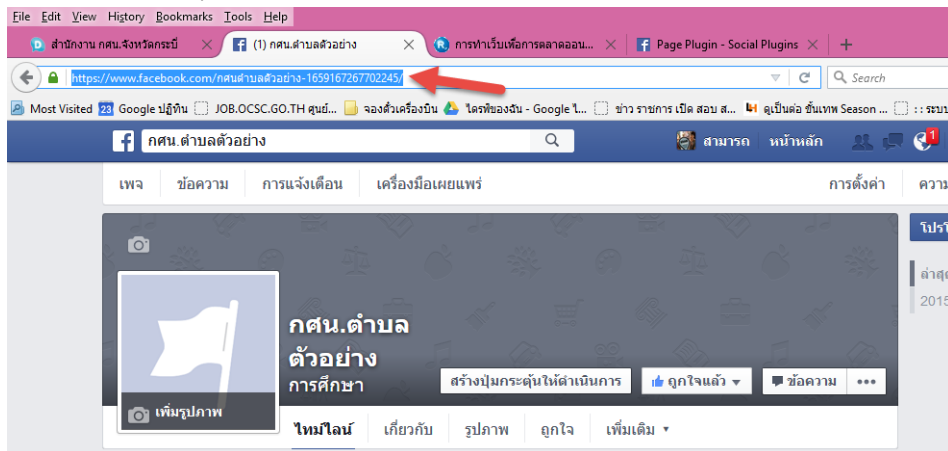 File Edit View History Bookmarks Tools Help
สำนักงาน กศน.จังหวัดกระบี่ (1) กศน.ตำบลตัวอย่าง การทำเว็บเพื่อการตลาดออน... Page Plugin - Social Plugins
https://www.facebook.com/กศนตำบลตัวอย่าง-1659167267702245/ Search
Most Visited 23 Google ปฏิทิน JOB.OCSC.GO.TH ศูนย์... จองตั๋วเครื่องบิน ไดรฟ์ของฉัน - Google ไ... ข่าว ราชการ เปิด สอบ ส... ดูเป็นต่อ ขั้นเทพ Season ... ::ระบบ
กศน.ตำบลตัวอย่าง สามารถ หน้าหลัก 1
เพจ ข้อความ การแจ้งเตือน เครื่องมือเผยแพร่ การตั้งค่า
ล่าสุด
2015
กศน.ตำบล
ตัวอย่าง
การศึกษา
สร้างปุ่มกระตุ้นให้ดำเนินการ ถูกใจแล้ว ข้อความ •••
เพิ่มรูปภาพ
ไทม์ไลน์ เกี่ยวกับ รูปภาพ ถูกใจ เพิ่มเติม